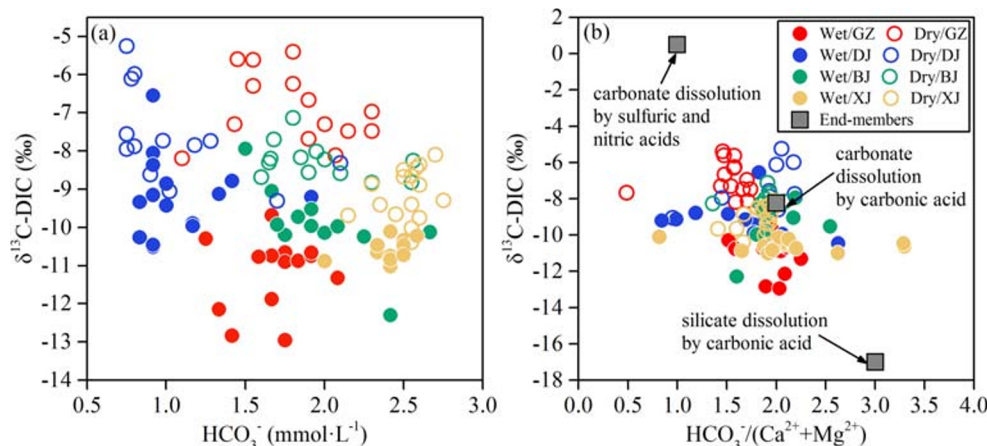 (a)
δ¹³C-DIC (‰)
-5
-6
-7
-8
-9
-10
-11
-12
-13
-14
0.5
1.0
1.5
2.0
2.5
3.0
HCO₃⁻ (mmol·L⁻¹)
(b)
δ¹³C-DIC (‰)
2
0
-2
-4
-6
-8
-10
-12
-14
-16
-18
Wet/GZ Dry/GZ
Wet/DJ Dry/DJ
Wet/BJ Dry/BJ
Wet/XJ Dry/XJ
End-members
carbonate dissolution
by sulfuric and
nitric acids
carbonate
dissolution
by carbonic acid
silicate dissolution
by carbonic acid
0.0
0.5
1.0
1.5
2.0
2.5
3.0
3.5
4.0
HCO₃⁻/(Ca²⁺+Mg²⁺)